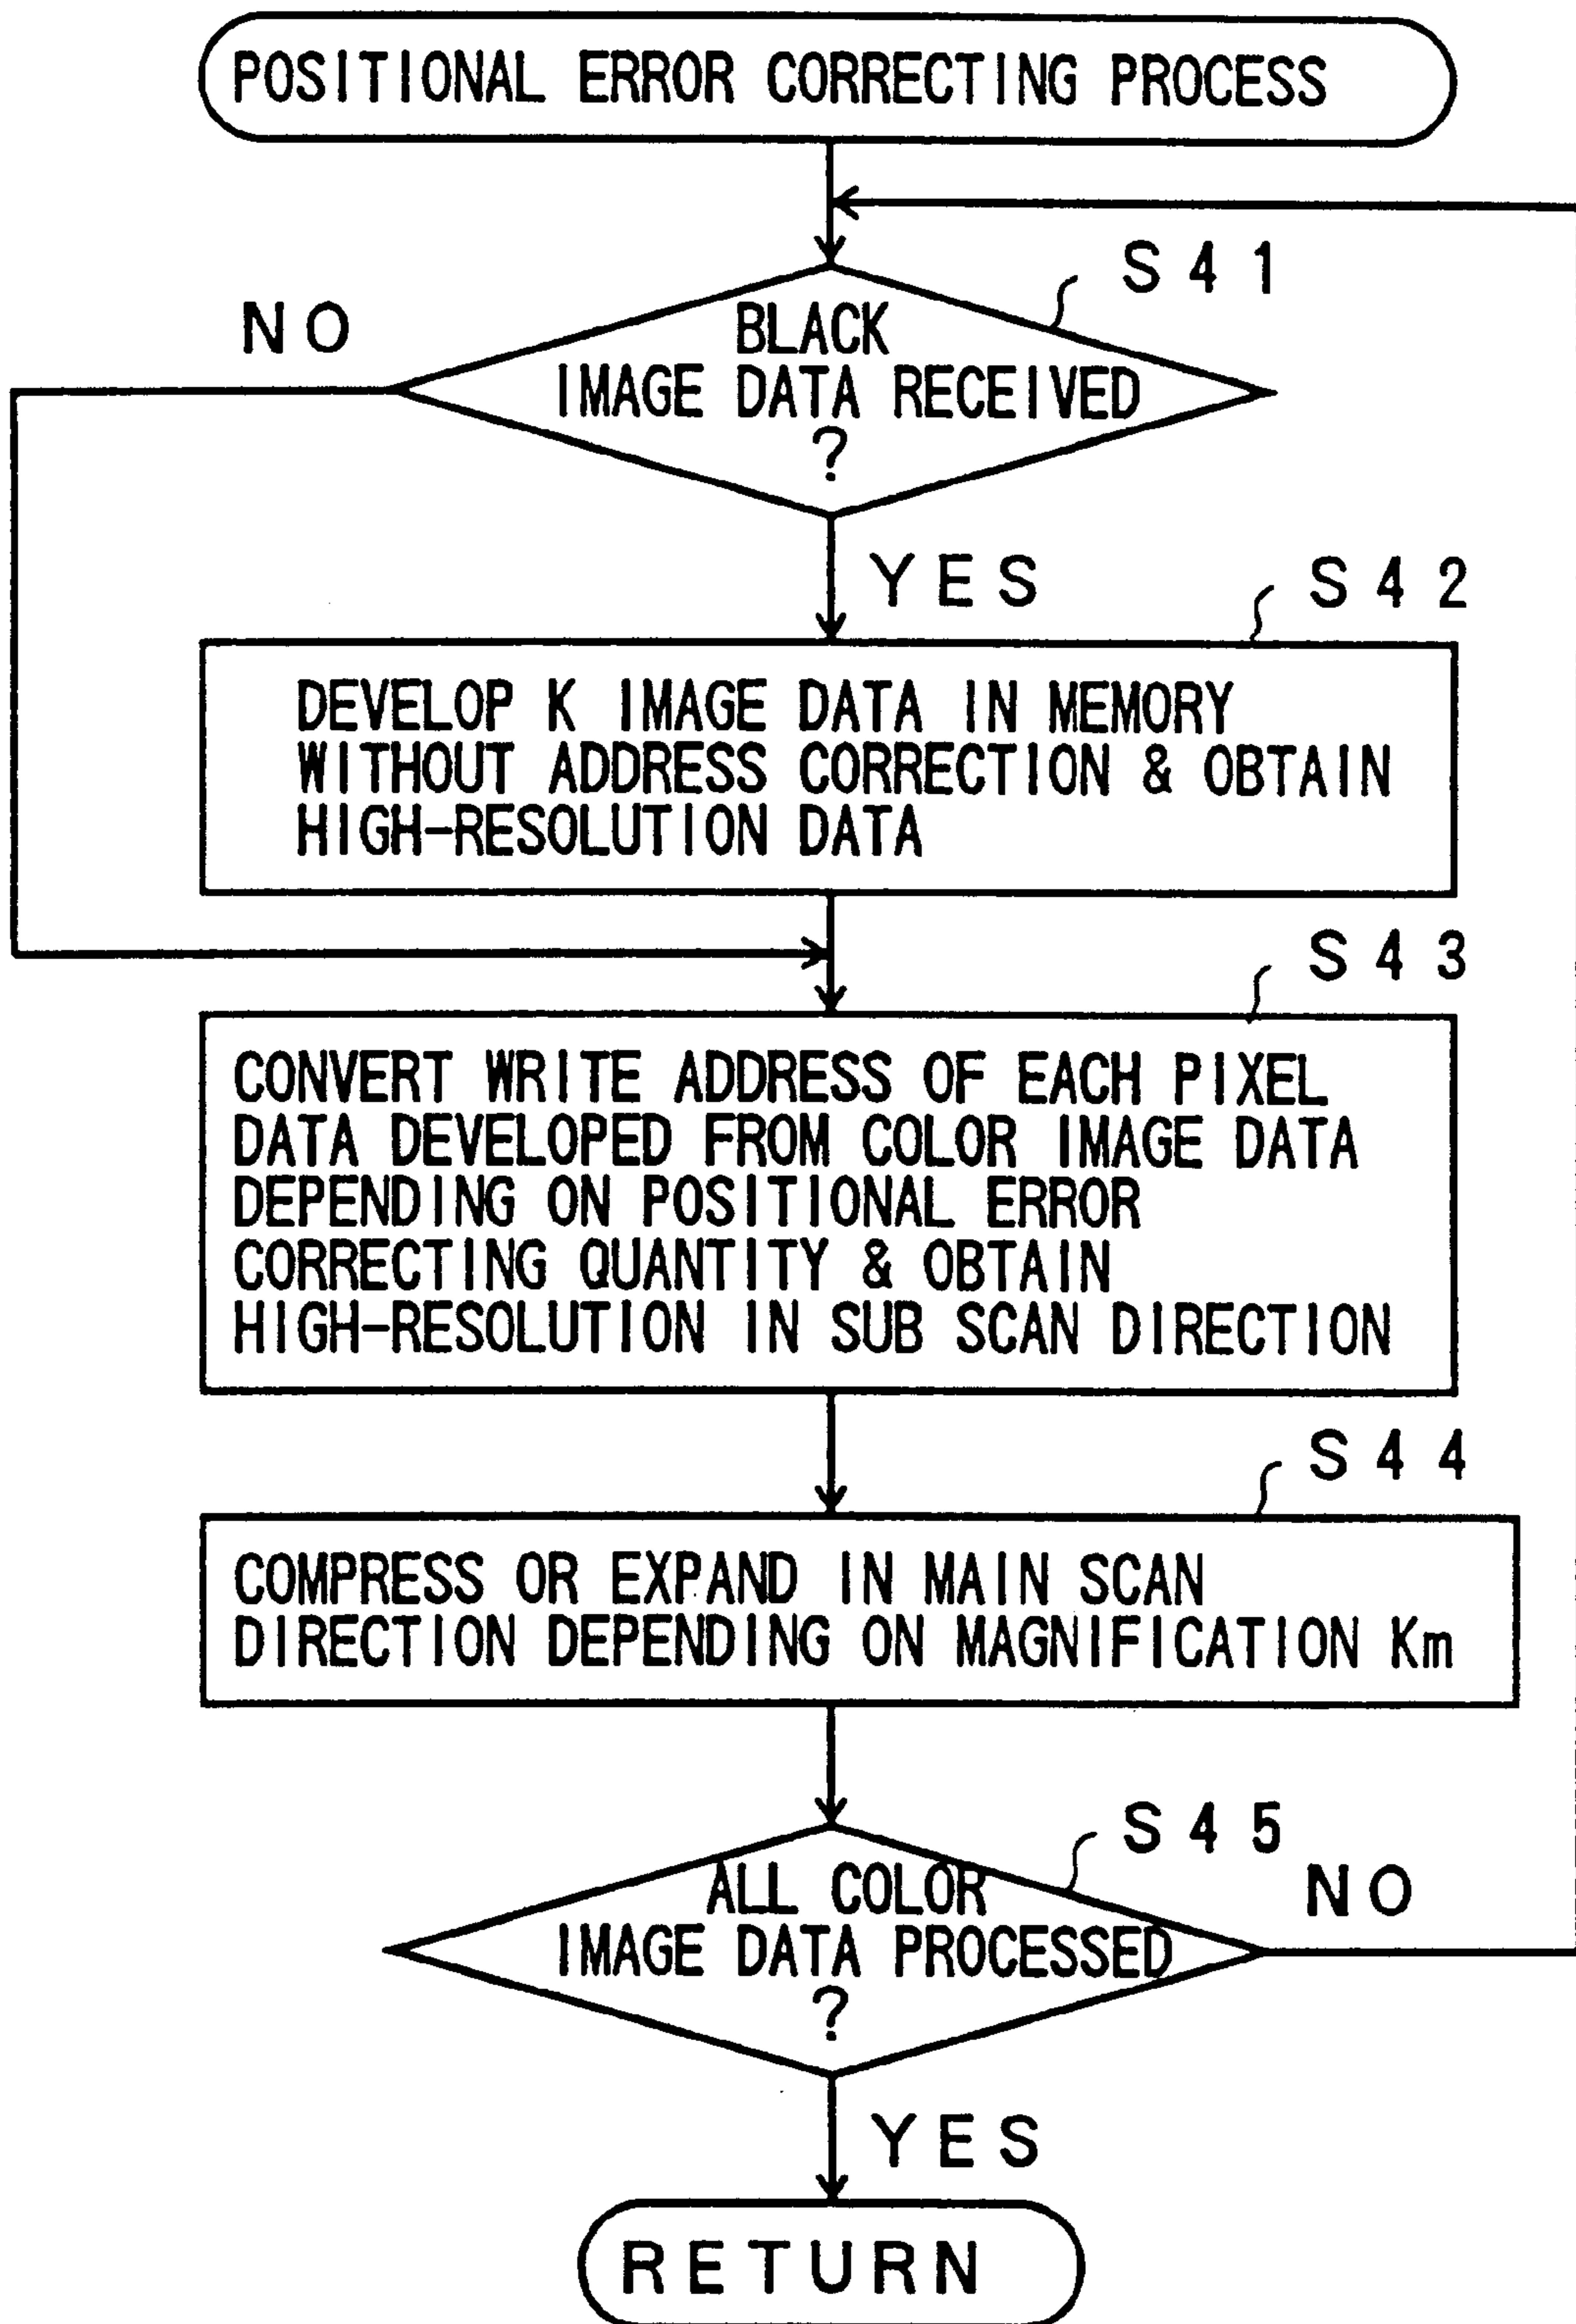 POSITIONAL ERROR CORRECTING PROCESS
S41
NO
BLACK
IMAGE DATA RECEIVED
?
YES
S42
DEVELOP K IMAGE DATA IN MEMORY
WITHOUT ADDRESS CORRECTION & OBTAIN
HIGH-RESOLUTION DATA
S43
CONVERT WRITE ADDRESS OF EACH PIXEL
DATA DEVELOPED FROM COLOR IMAGE DATA
DEPENDING ON POSITIONAL ERROR
CORRECTING QUANTITY & OBTAIN
HIGH-RESOLUTION IN SUB SCAN DIRECTION
S44
COMPRESS OR EXPAND IN MAIN SCAN
DIRECTION DEPENDING ON MAGNIFICATION Km
S45
NO
ALL COLOR
IMAGE DATA PROCESSED
?
YES
RETURN